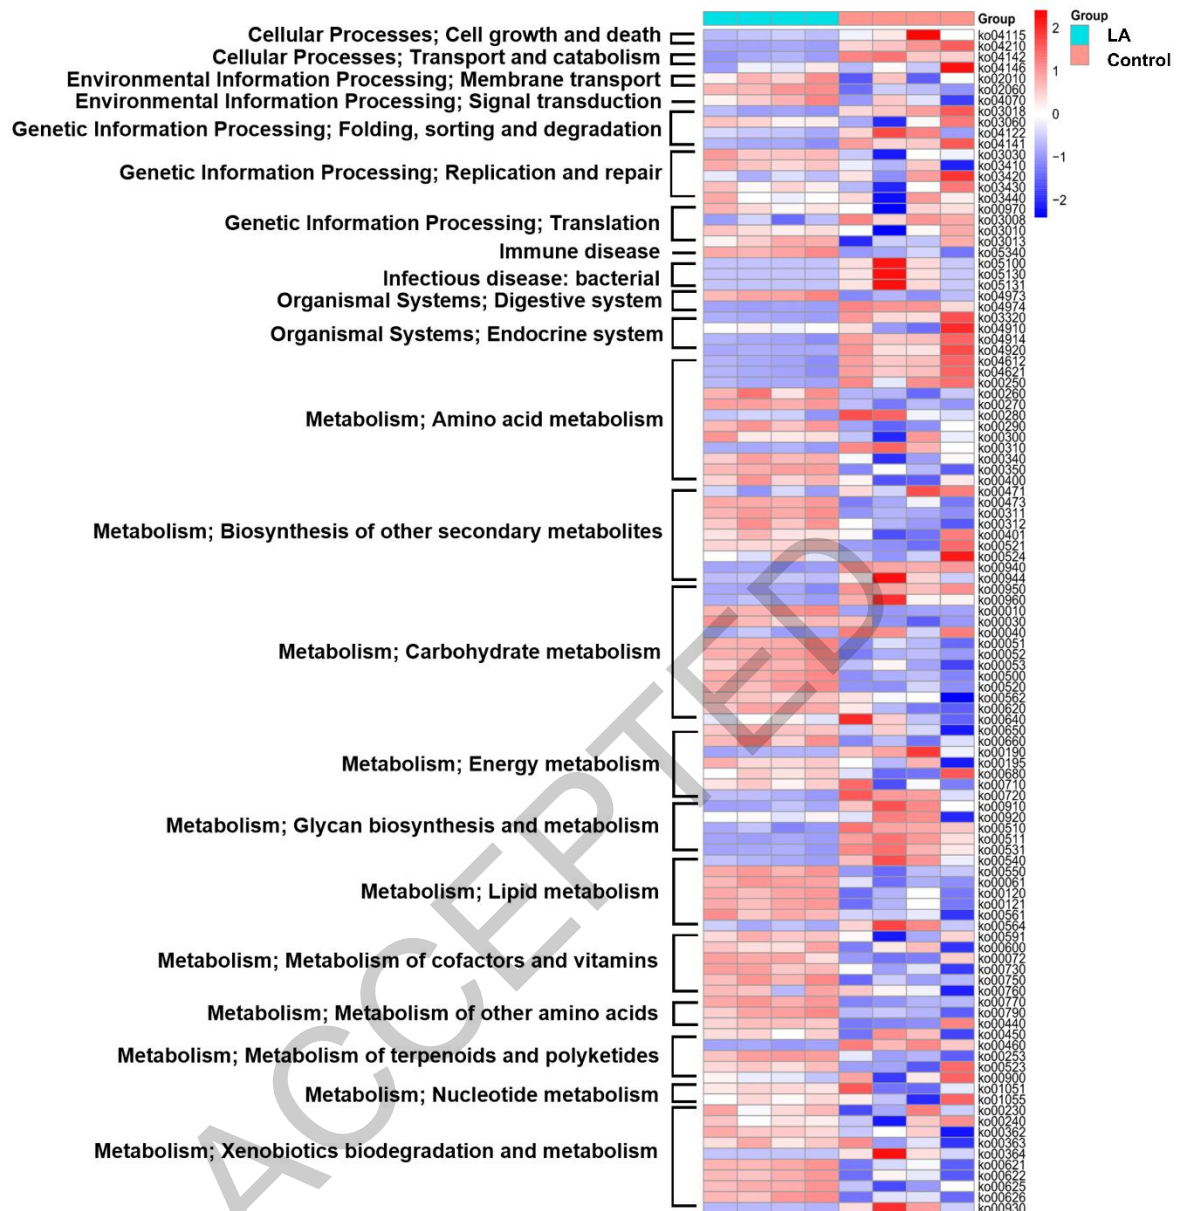 Group
Group
LA
Control
2
1
0
−1
−2
Cellular Processes; Cell growth and death
Cellular Processes; Transport and catabolism
Environmental Information Processing; Membrane transport
Environmental Information Processing; Signal transduction
Genetic Information Processing; Folding, sorting and degradation
Genetic Information Processing; Replication and repair
Genetic Information Processing; Translation
Immune disease
Infectious disease: bacterial
Organismal Systems; Digestive system
Organismal Systems; Endocrine system
Metabolism; Amino acid metabolism
Metabolism; Biosynthesis of other secondary metabolites
Metabolism; Carbohydrate metabolism
Metabolism; Energy metabolism
Metabolism; Glycan biosynthesis and metabolism
Metabolism; Lipid metabolism
Metabolism; Metabolism of cofactors and vitamins
Metabolism; Metabolism of other amino acids
Metabolism; Metabolism of terpenoids and polyketides
Metabolism; Nucleotide metabolism
Metabolism; Xenobiotics biodegradation and metabolism
ko04115
ko04210
ko04142
ko04146
ko02010
ko02060
ko04070
ko03018
ko03060
ko04122
ko04141
ko03030
ko03410
ko03420
ko03430
ko03440
ko00970
ko03008
ko03010
ko03013
ko05340
ko05100
ko05130
ko05131
ko04973
ko04974
ko03320
ko04910
ko04914
ko04920
ko04612
ko04621
ko00250
ko00260
ko00270
ko00280
ko00290
ko00300
ko00310
ko00340
ko00350
ko00400
ko00471
ko00473
ko00311
ko00312
ko00401
ko00521
ko00524
ko00940
ko00944
ko00950
ko00960
ko00010
ko00030
ko00040
ko00051
ko00052
ko00053
ko00500
ko00520
ko00562
ko00620
ko00640
ko00650
ko00660
ko00190
ko00195
ko00680
ko00710
ko00720
ko00910
ko00920
ko00510
ko00511
ko00531
ko00540
ko00550
ko00061
ko00120
ko00121
ko00561
ko00564
ko00591
ko00600
ko00072
ko00730
ko00750
ko00760
ko00770
ko00790
ko00440
ko00450
ko00460
ko00253
ko00523
ko00900
ko01051
ko01055
ko00230
ko00240
ko00362
ko00363
ko00364
ko00621
ko00622
ko00625
ko00626
ko00930
ACCEPTED